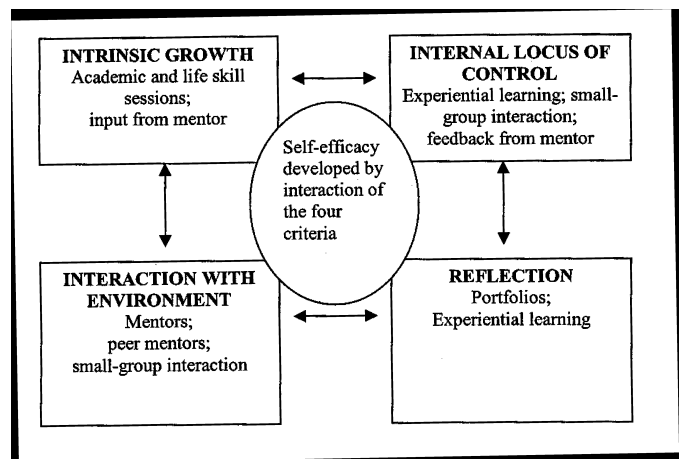 INTRINSIC GROWTH
Academic and life skill
sessions;
input from mentor
INTERNAL LOCUS OF
CONTROL
Experiential learning; small-
group interaction;
feedback from mentor
Self-efficacy
developed by
interaction of
the four
criteria
INTERACTION WITH
ENVIRONMENT
Mentors;
peer mentors;
small-group interaction
REFLECTION
Portfolios;
Experiential learning